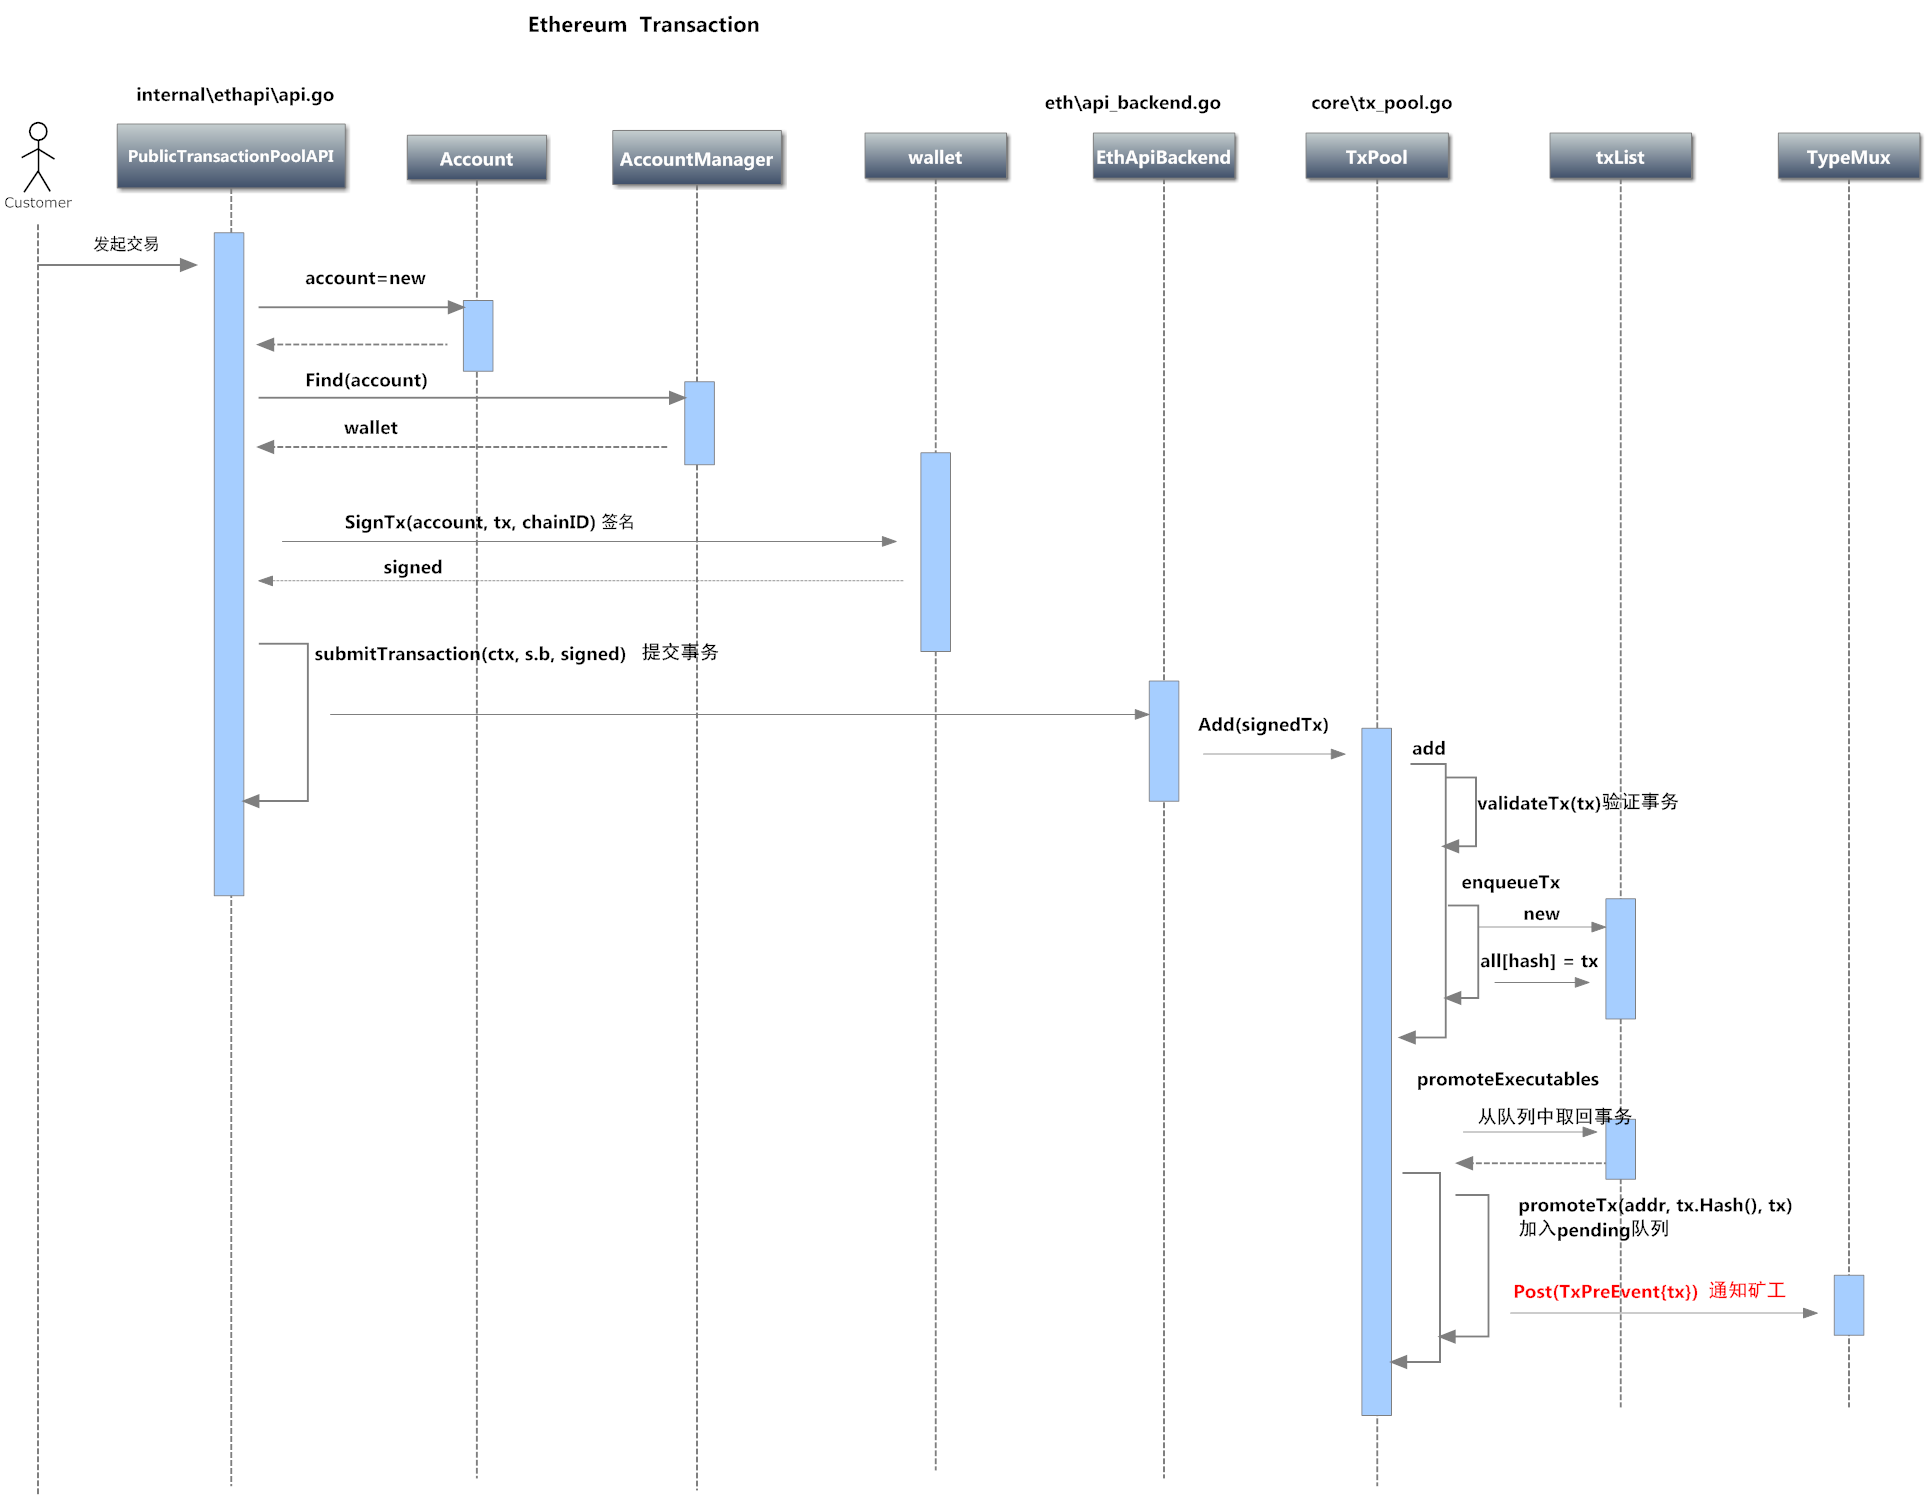 Ethereum  Transaction
internal\ethapi\api.go
eth\api_backend.go
core\tx_pool.go
Customer
PublicTransactionPoolAPI
Account
AccountManager
wallet
EthApiBackend
TxPool
txList
TypeMux
发起交易
account=new
Find(account)
wallet
SignTx(account, tx, chainID) 签名
signed
submitTransaction(ctx, s.b, signed) 提交事务
Add(signedTx)
add
validateTx(tx)验证事务
enqueueTx
new
all[hash] = tx
promoteExecutables
从队列中取回事务
promoteTx(addr, tx.Hash(), tx)
加入pending队列
Post(TxPreEvent{tx}) 通知矿工